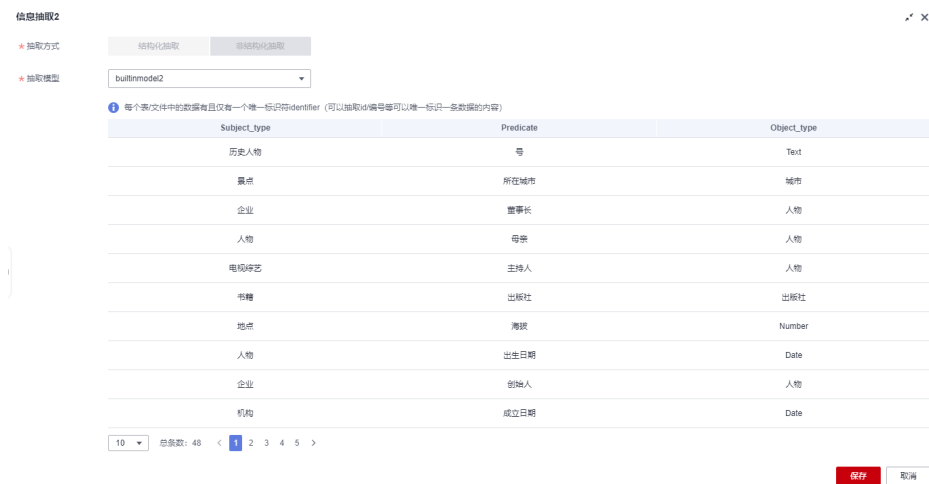 信息抽取2
* 抽取方式 结构化抽取 非结构化抽取
* 抽取模型 builtinmodel2
每个表/文件中的数据有且仅有一个唯一标识符identifier（可以抽取id/编号等可以唯一标识一条数据的内容）
Subject_type Predicate Object_type
历史人物 号 Text
景点 所在城市 城市
企业 董事长 人物
人物 母亲 人物
电视综艺 主持人 人物
书籍 出版社 出版社
地点 海拔 Number
人物 出生日期 Date
企业 创始人 人物
机构 成立日期 Date
10 总条数：48 < 1 2 3 4 5 >
保存 取消